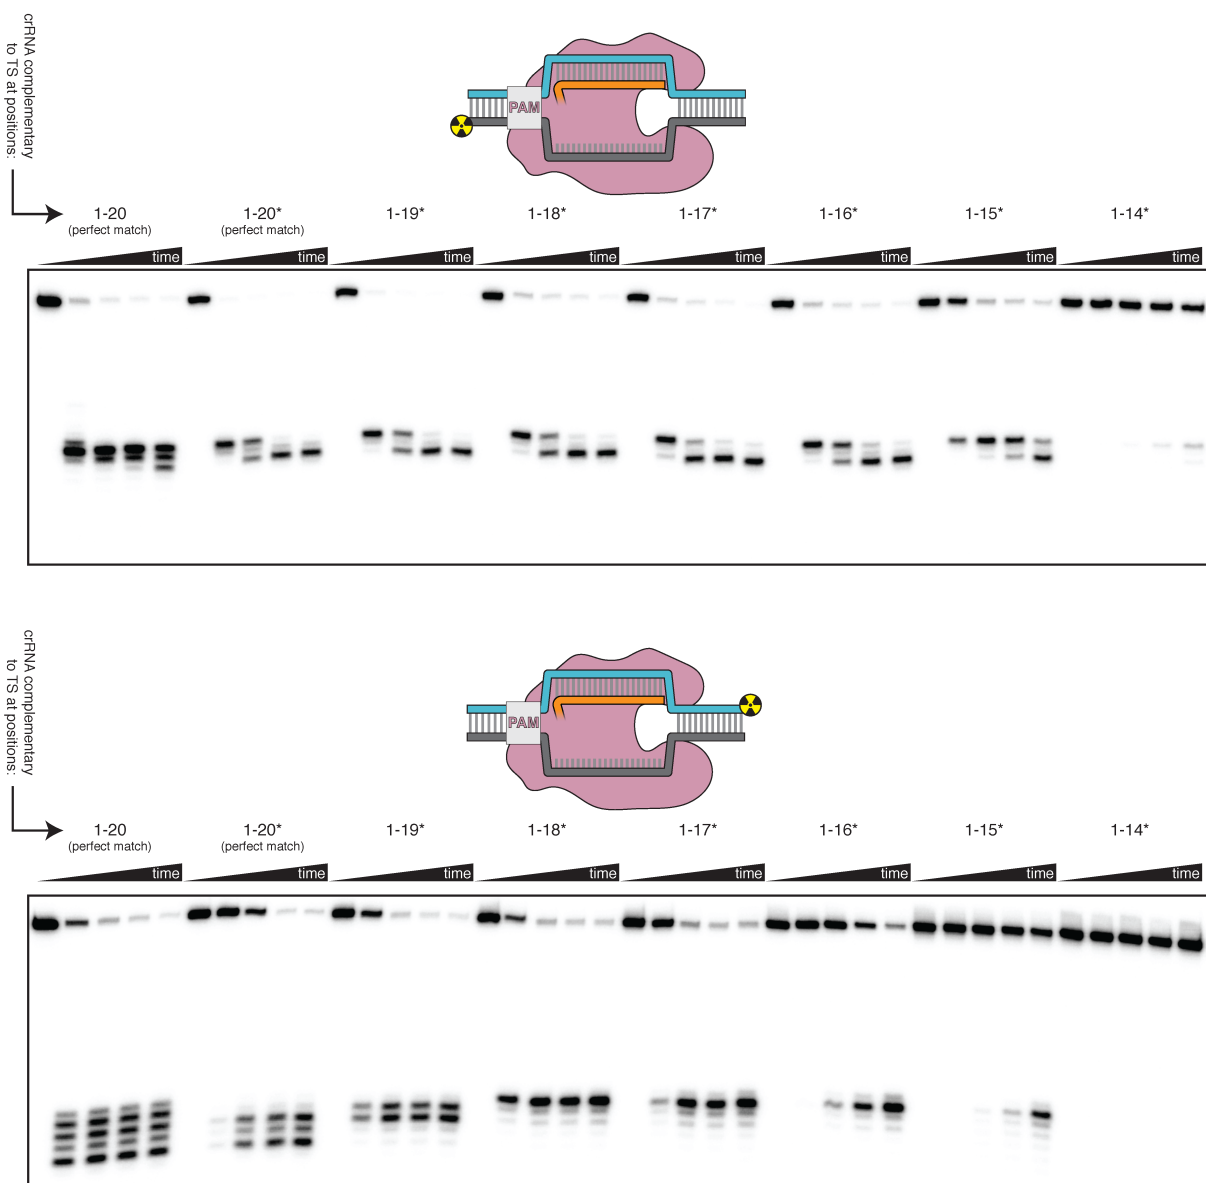 crRNA complementary
to TS at positions:
PAM
1-20
(perfect match)
1-20*
(perfect match)
1-19*
1-18*
1-17*
1-16*
1-15*
1-14*
time
time
time
time
time
time
time
time
crRNA complementary
to TS at positions:
PAM
1-20
(perfect match)
1-20*
(perfect match)
1-19*
1-18*
1-17*
1-16*
1-15*
1-14*
time
time
time
time
time
time
time
time